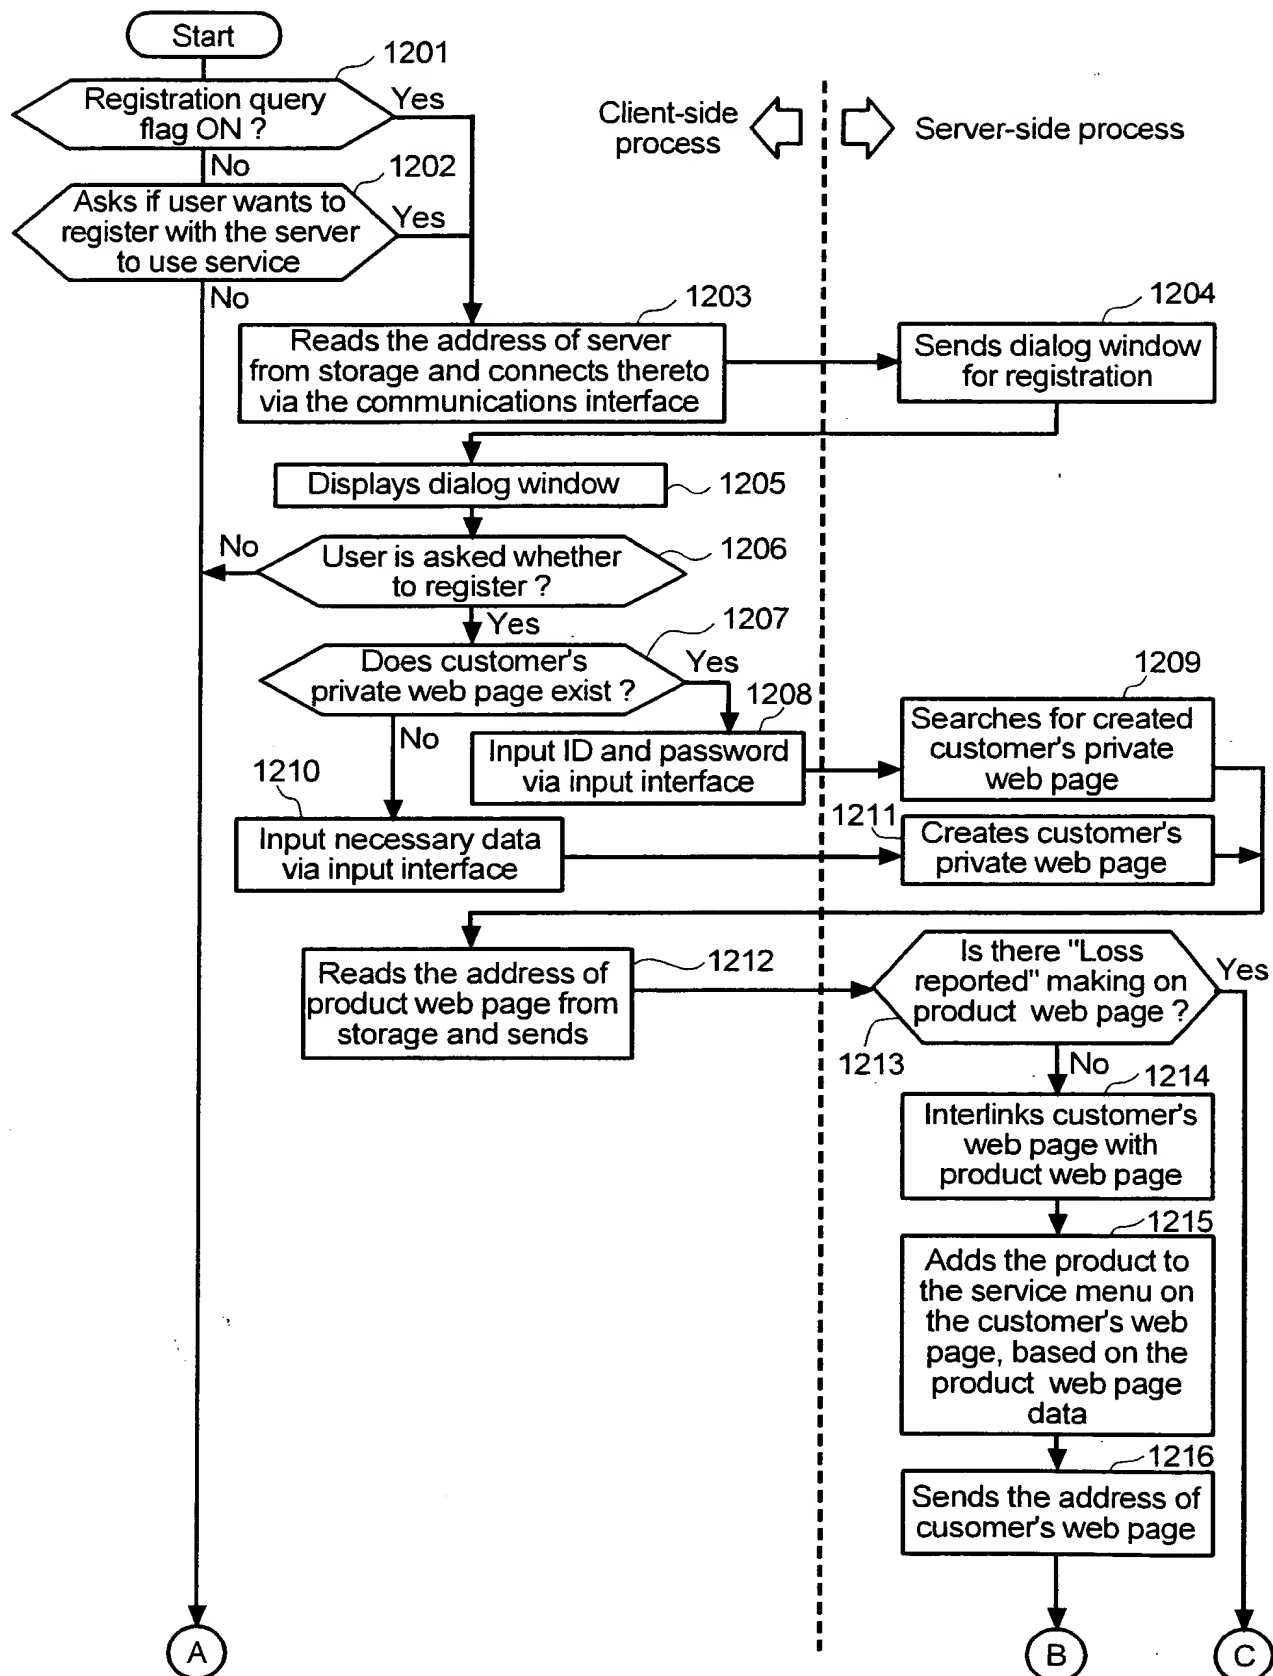 Start
1201
Registration query
flag ON ?
Yes
No
Client-side
process
Server-side process
1202
Asks if user wants to
register with the server
to use service
Yes
No
1203
Reads the address of server
from storage and connects thereto
via the communications interface
1204
Sends dialog window
for registration
Displays dialog window
1205
No
User is asked whether
to register ?
1206
Yes
1207
Does customer's
private web page exist ?
Yes
No
1208
Input ID and password
via input interface
1209
Searches for created
customer's private
web page
1210
Input necessary data
via input interface
1211
Creates customer's
private web page
1212
Reads the address of
product web page from
storage and sends
Is there "Loss
reported" making on
product web page ?
Yes
1213
No
1214
Interlinks customer's
web page with
product web page
1215
Adds the product to
the service menu on
the customer's web
page, based on the
product web page
data
1216
Sends the address of
cusomer's web page
A
B
C